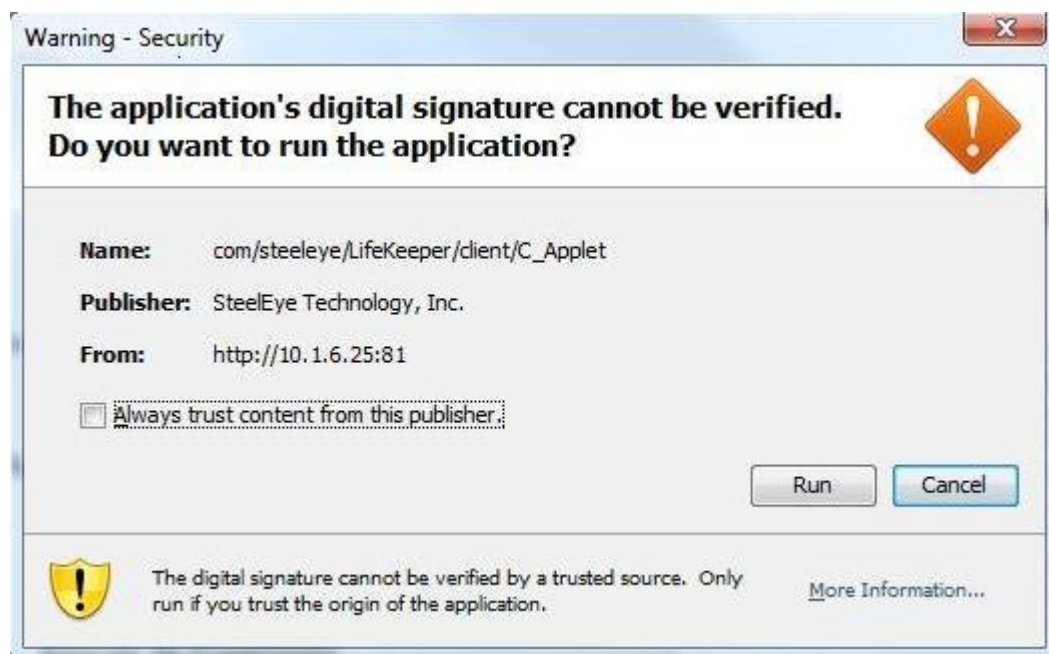 Warning - Security
The application's digital signature cannot be verified.
Do you want to run the application?
Name: com/steeleye/LifeKeeper/client/C_Applet
Publisher: SteelEye Technology, Inc.
From: http://10.1.6.25:81
Always trust content from this publisher.
Run Cancel
The digital signature cannot be verified by a trusted source. Only
run if you trust the origin of the application.
More Information...